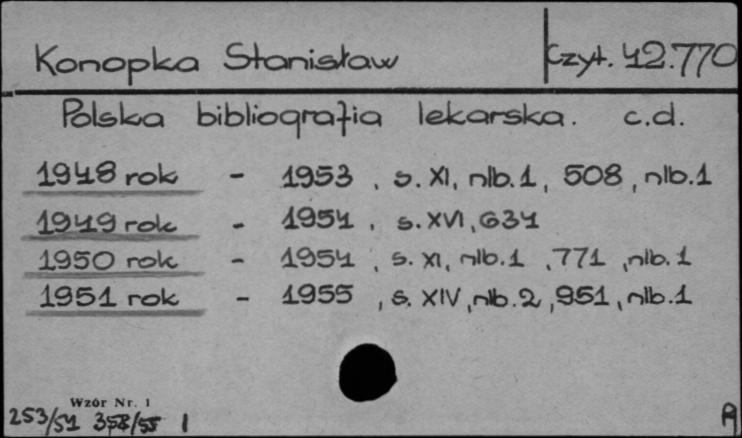 Konopka Stanisław Czyt. 42.770
Polska bibliografia lekarska. c.d.
1948 rok - 1953, s. XI, nlb. 1, 508, nlb. 1
1949 rok - 1954, s. XVI, 634
1950 rok - 1954, s. XI, nlb. 1, 771, nlb. 1
1951 rok - 1955, s. XIV, nlb. 2, 951, nlb. 1
Wzór Nr. 1
253/54 358/55 1